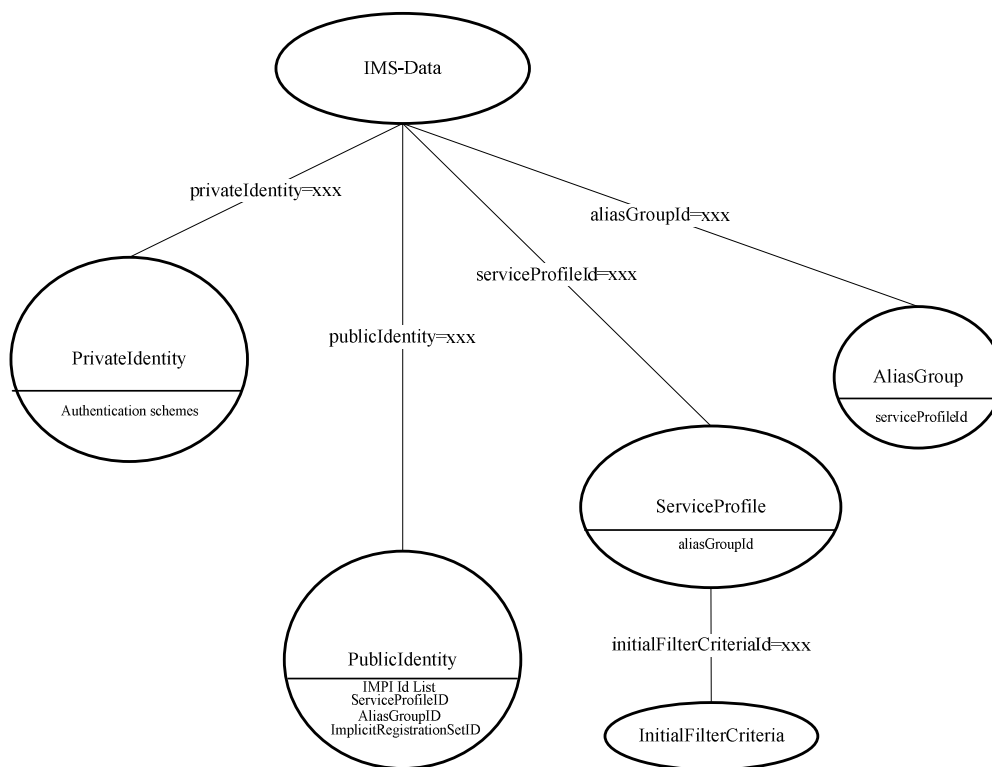 IMS-Data
privateIdentity=xxx
aliasGroupId=xxx
serviceProfileId=xxx
publicIdentity=xxx
PrivateIdentity
Authentication schemes
AliasGroup
serviceProfileId
ServiceProfile
aliasGroupId
initialFilterCriteriaId=xxx
PublicIdentity
IMPI Id List
ServiceProfileID
AliasGroupID
ImplicitRegistrationSetID
InitialFilterCriteria